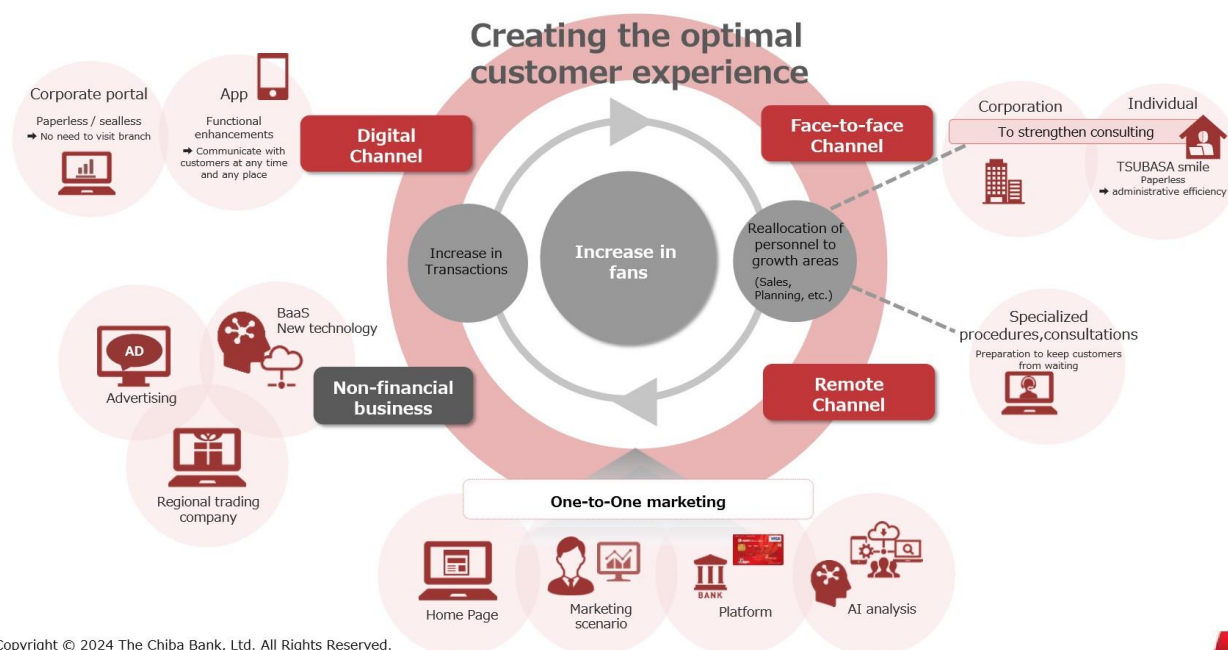 Creating the optimal
customer experience
Corporate portal
Paperless / sealless
➡ No need to visit branch
App
Functional
enhancements
➡ Communicate with
customers at any time
and any place
Digital
Channel
Face-to-face
Channel
Corporation
Individual
To strengthen consulting
TSUBASA smile
Paperless
➡ administrative efficiency
Increase in
Transactions
Increase in
fans
Reallocation of
personnel to
growth areas
(Sales,
Planning, etc.)
BaaS
New technology
AD
Advertising
Non-financial
business
Regional trading
company
Remote
Channel
Specialized
procedures,consultations
Preparation to keep customers
from waiting
One-to-One marketing
Home Page
Marketing
scenario
BANK
Platform
AI analysis
Copyright © 2024 The Chiba Bank, Ltd. All Rights Reserved.